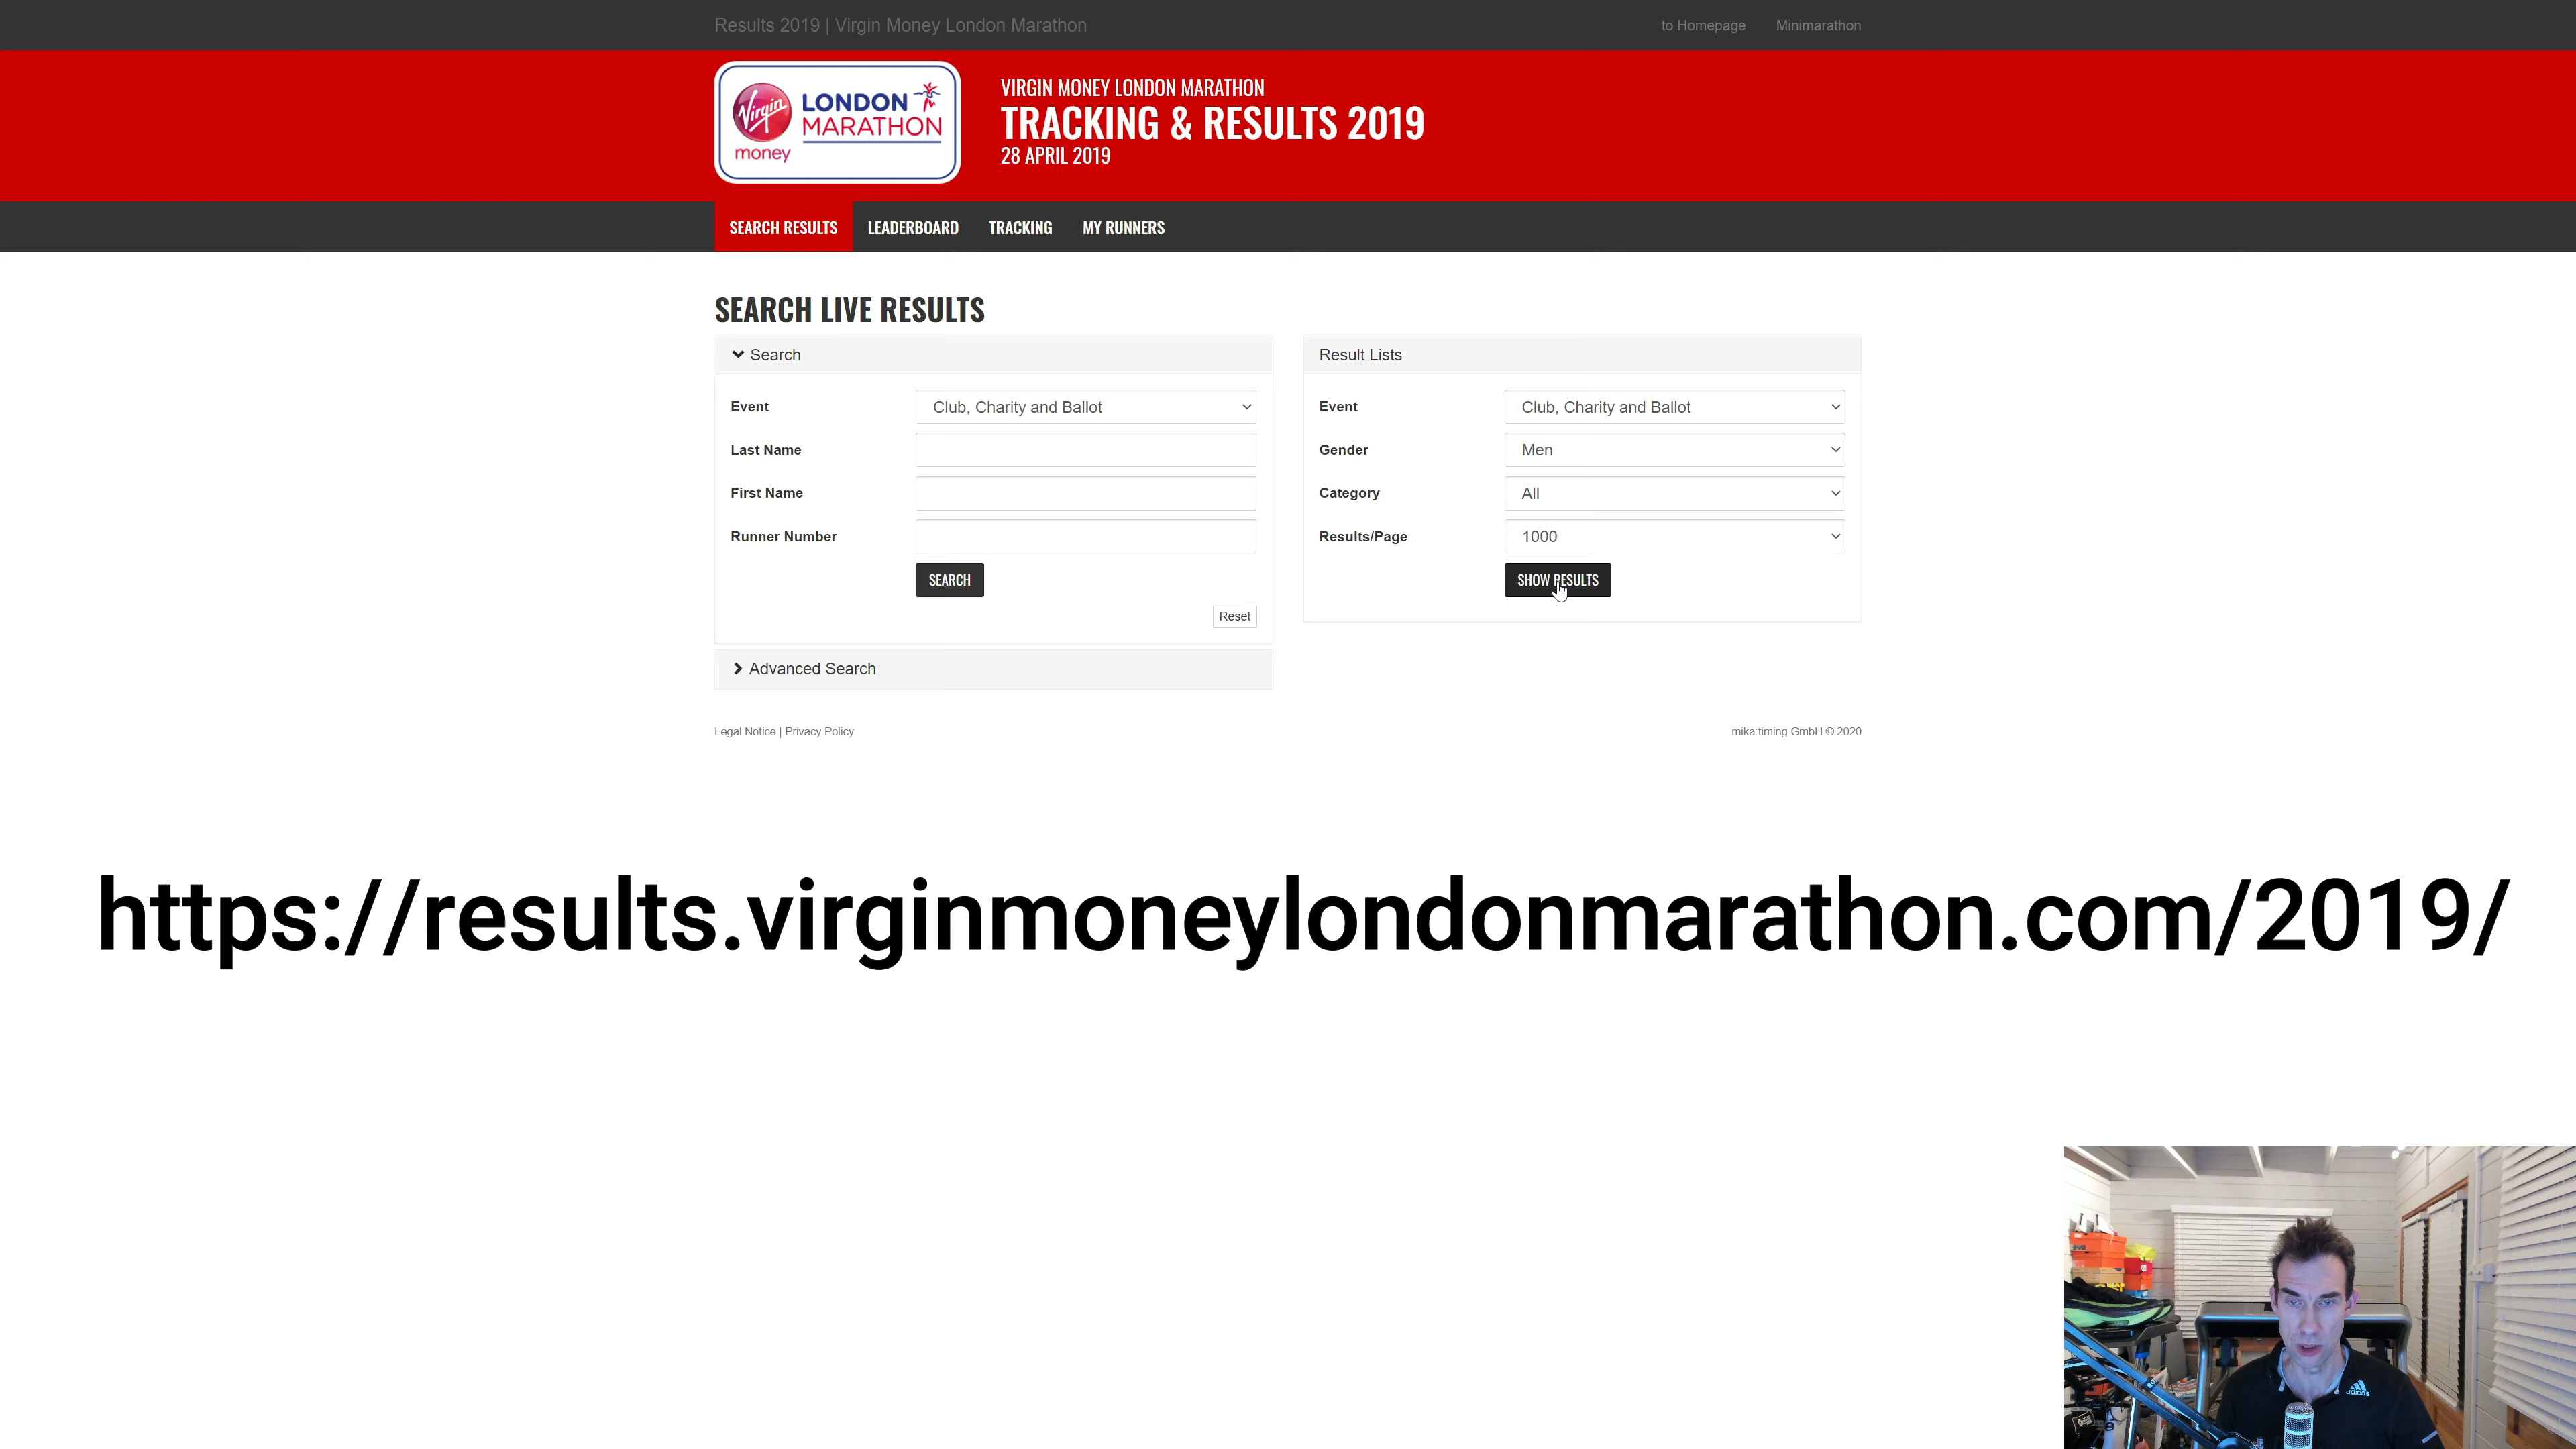 Results 2019 | Virgin Money London Marathon
to Homepage
Minimarathon
Virgin
money
LONDON
MARATHON
VIRGIN MONEY LONDON MARATHON
TRACKING & RESULTS 2019
28 APRIL 2019
SEARCH RESULTS
LEADERBOARD
TRACKING
MY RUNNERS
SEARCH LIVE RESULTS
Search
Event
Club, Charity and Ballot
Last Name
First Name
Runner Number
SEARCH
Reset
Advanced Search
Result Lists
Event
Club, Charity and Ballot
Gender
Men
Category
All
Results/Page
1000
SHOW RESULTS
Legal Notice | Privacy Policy
mika:timing GmbH © 2020
https://results.virginmoneylondonmarathon.com/2019/
adidas